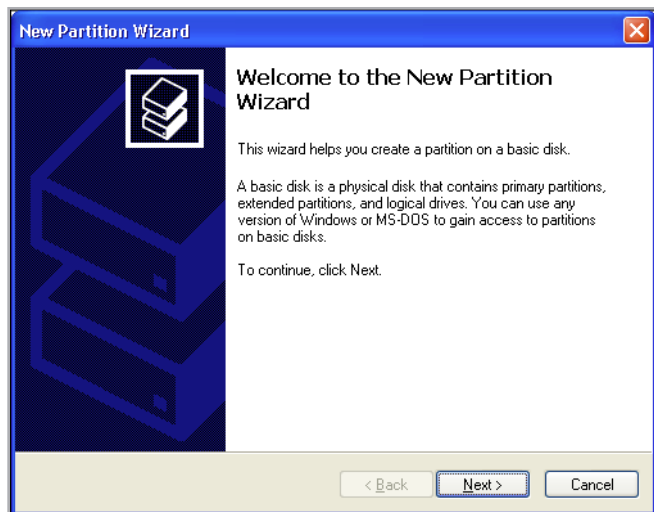 New Partition Wizard
Welcome to the New Partition
Wizard
This wizard helps you create a partition on a basic disk.
A basic disk is a physical disk that contains primary partitions,
extended partitions, and logical drives. You can use any
version of Windows or MS-DOS to gain access to partitions
on basic disks.
To continue, click Next.
< Back Next > Cancel